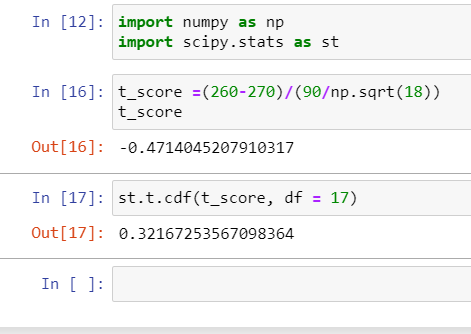 In [12]: import numpy as np
import scipy.stats as st
In [16]: t_score =(260-270)/(90/np.sqrt(18))
t_score
Out[16]: -0.4714045207910317
In [17]: st.t.cdf(t_score, df = 17)
Out[17]: 0.32167253567098364
In [ ]: